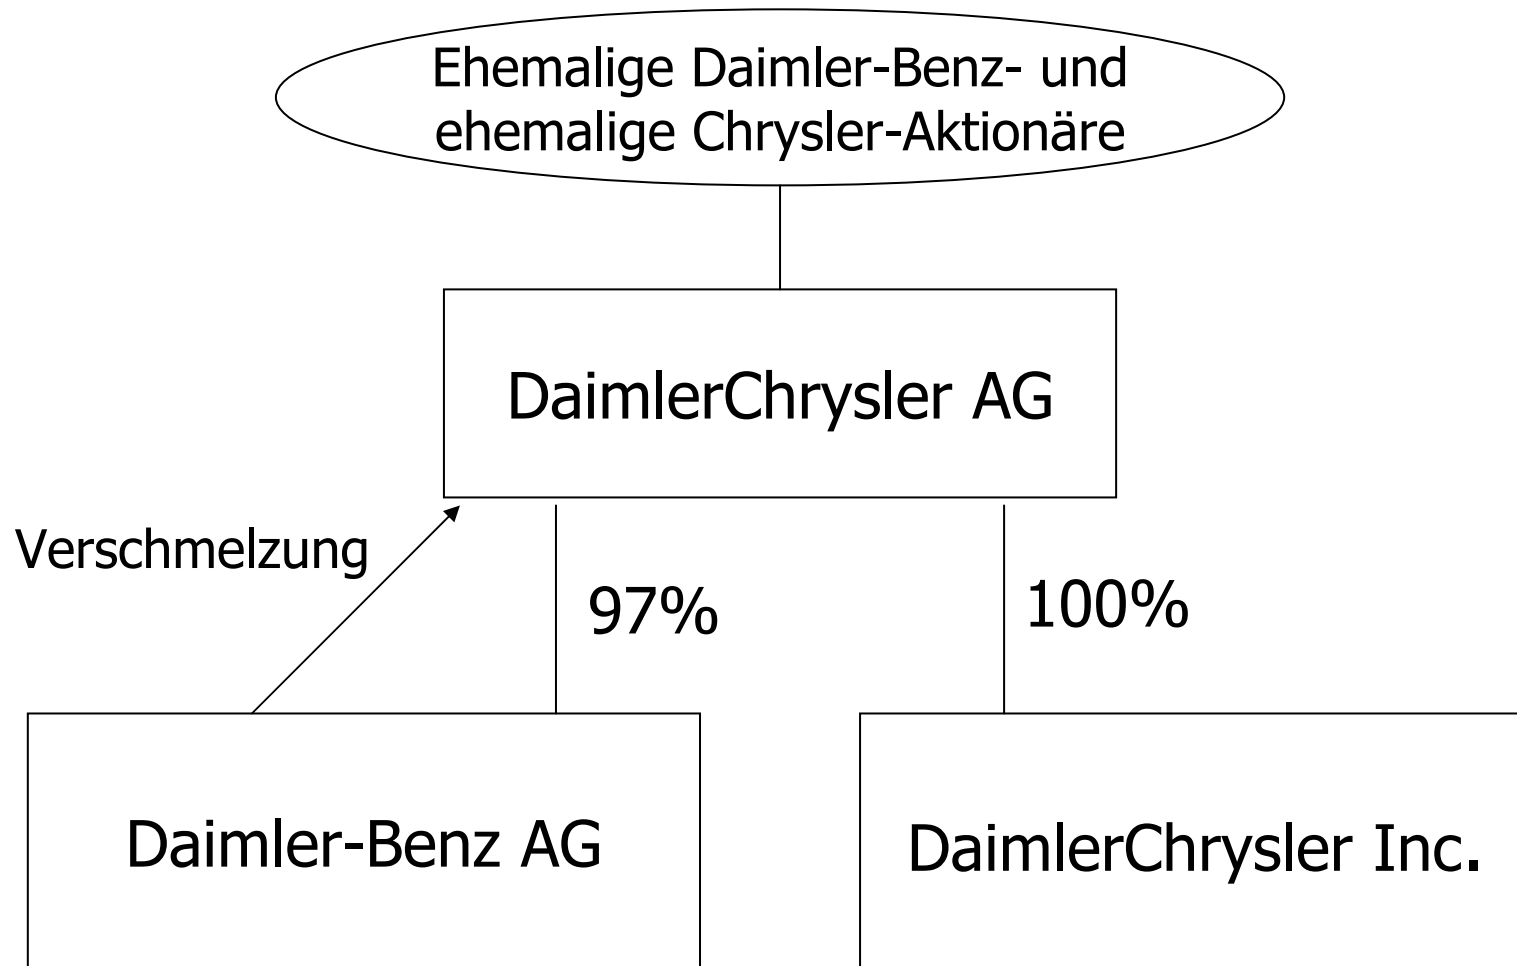 Ehemalige Daimler-Benz- und
ehemalige Chrysler-Aktionäre
DaimlerChrysler AG
Verschmelzung
97%
100%
Daimler-Benz AG
DaimlerChrysler Inc.